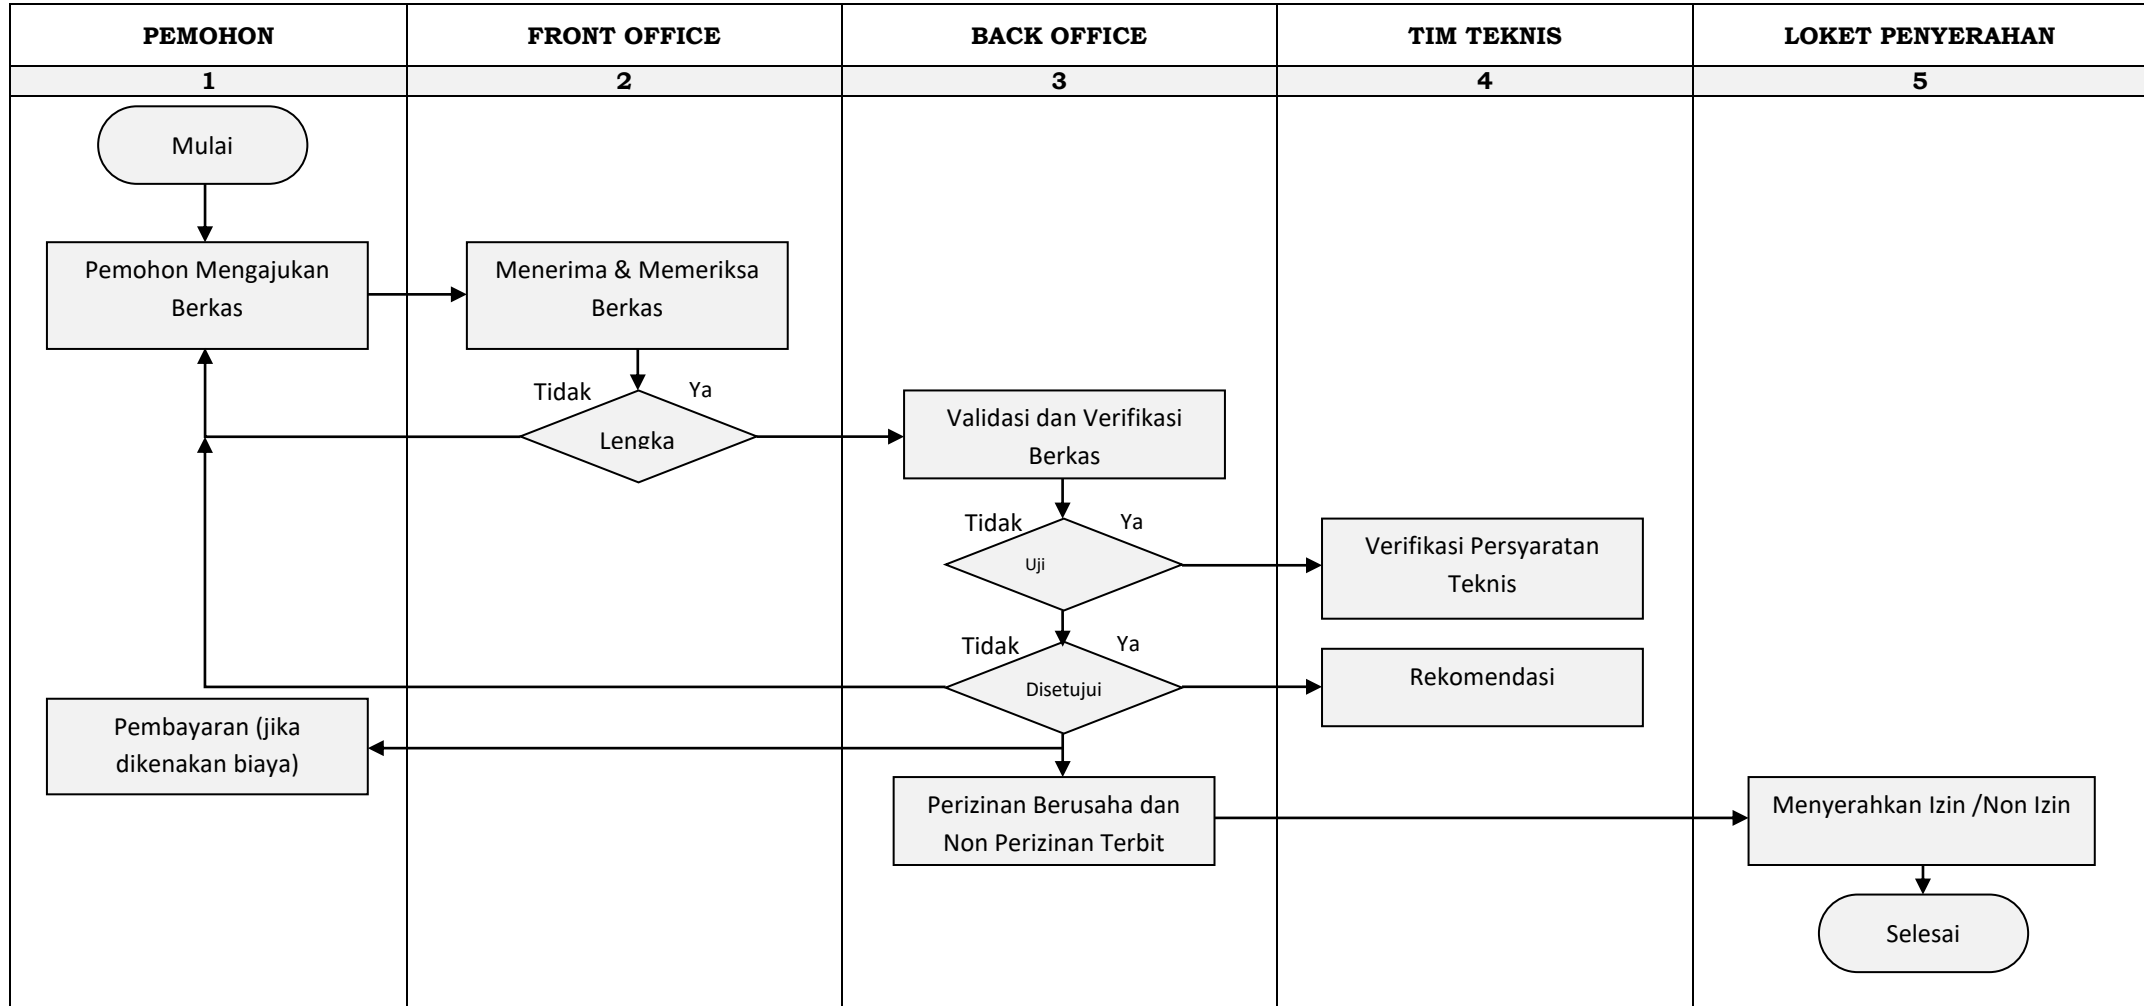 PEMOHON
FRONT OFFICE
BACK OFFICE
TIM TEKNIS
LOKET PENYERAHAN
1
2
3
4
5
Mulai
Pemohon Mengajukan
Berkas
Menerima & Memeriksa
Berkas
Tidak
Ya
Lengka
Validasi dan Verifikasi
Berkas
Tidak
Ya
Uji
Verifikasi Persyaratan
Teknis
Tidak
Ya
Disetujui
Rekomendasi
Pembayaran (jika
dikenakan biaya)
Perizinan Berusaha dan
Non Perizinan Terbit
Menyerahkan Izin /Non Izin
Selesai